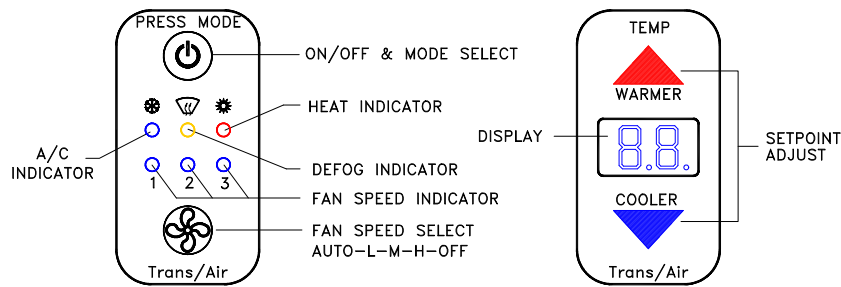 PRESS MODE
ON/OFF & MODE SELECT
HEAT INDICATOR
A/C
INDICATOR
DEFOG INDICATOR
1 2 3
FAN SPEED INDICATOR
FAN SPEED SELECT
AUTO-L-M-H-OFF
Trans/Air
TEMP
WARMER
DISPLAY
8.8.
SETPOINT
ADJUST
COOLER
Trans/Air